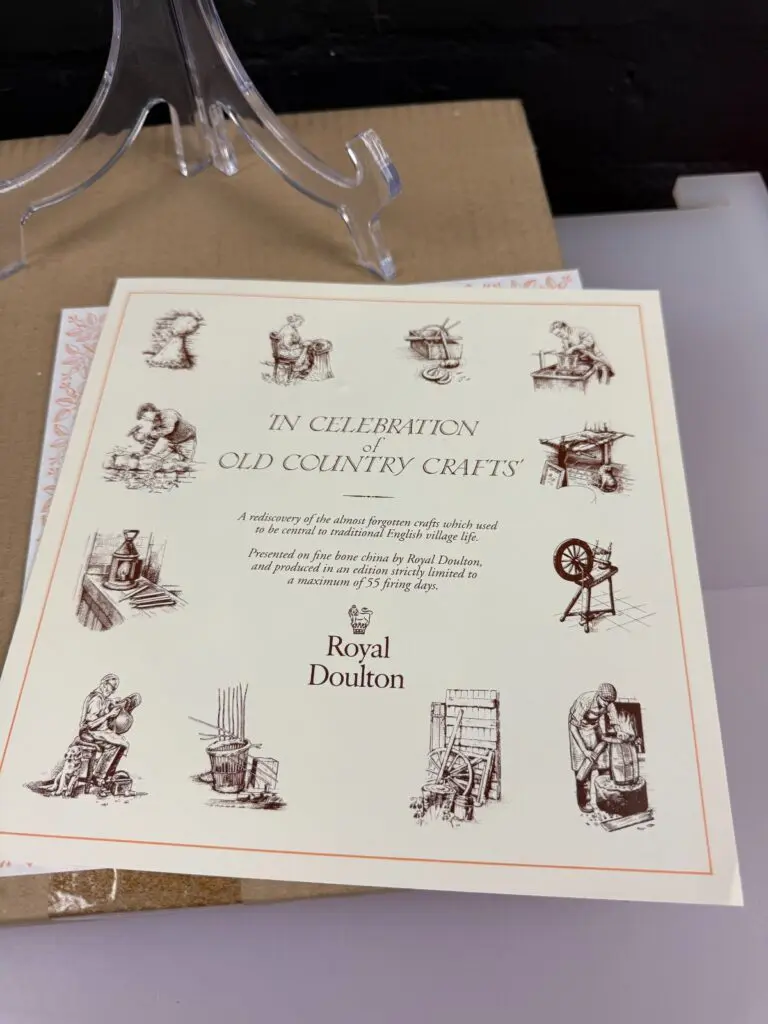 'IN CELEBRATION
of
OLD COUNTRY CRAFTS'
A rediscovery of the almost forgotten crafts which used
to be central to traditional English village life.
Presented on fine bone china by Royal Doulton,
and produced in an edition strictly limited to
a maximum of 55 firing days.
Royal
Doulton